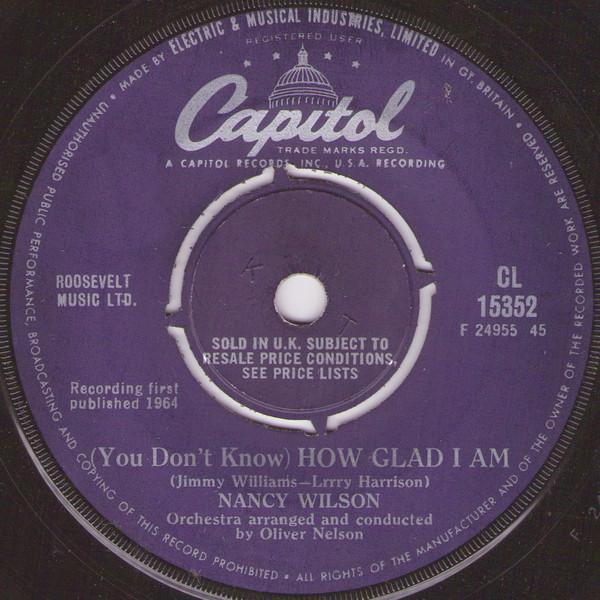 MADE BY ELECTRIC & MUSICAL INDUSTRIES, LIMITED IN GT. BRITAIN •
REGISTERED USER
Capitol
TRADE MARKS REGD.
A CAPITOL RECORDS, INC., U.S.A. RECORDING
ROOSEVELT
MUSIC LTD.
CL
15352
F 24955 45
SOLD IN U.K. SUBJECT TO
RESALE PRICE CONDITIONS,
SEE PRICE LISTS
Recording first
published 1964
(You Don't Know) HOW GLAD I AM
(Jimmy Williams—Lrrry Harrison)
NANCY WILSON
Orchestra arranged and conducted
by Oliver Nelson
UNAUTHORISED PUBLIC PERFORMANCE, BROADCASTING AND COPYING OF THIS RECORD PROHIBITED • ALL RIGHTS OF THE MANUFACTURER AND OF THE OWNER OF THE RECORDED WORK ARE RESERVED •